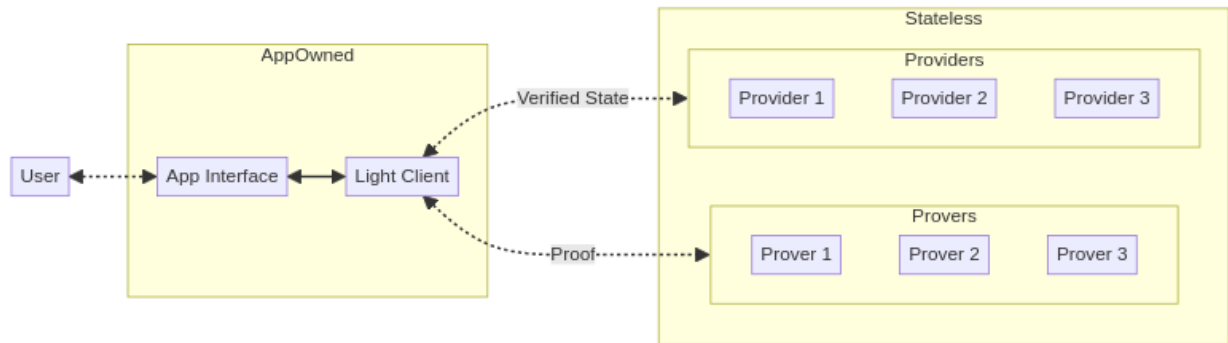 Stateless
AppOwned
Providers
Provider 1
Provider 2
Provider 3
Verified State
User
App Interface
Light Client
Provers
Prover 1
Prover 2
Prover 3
Proof